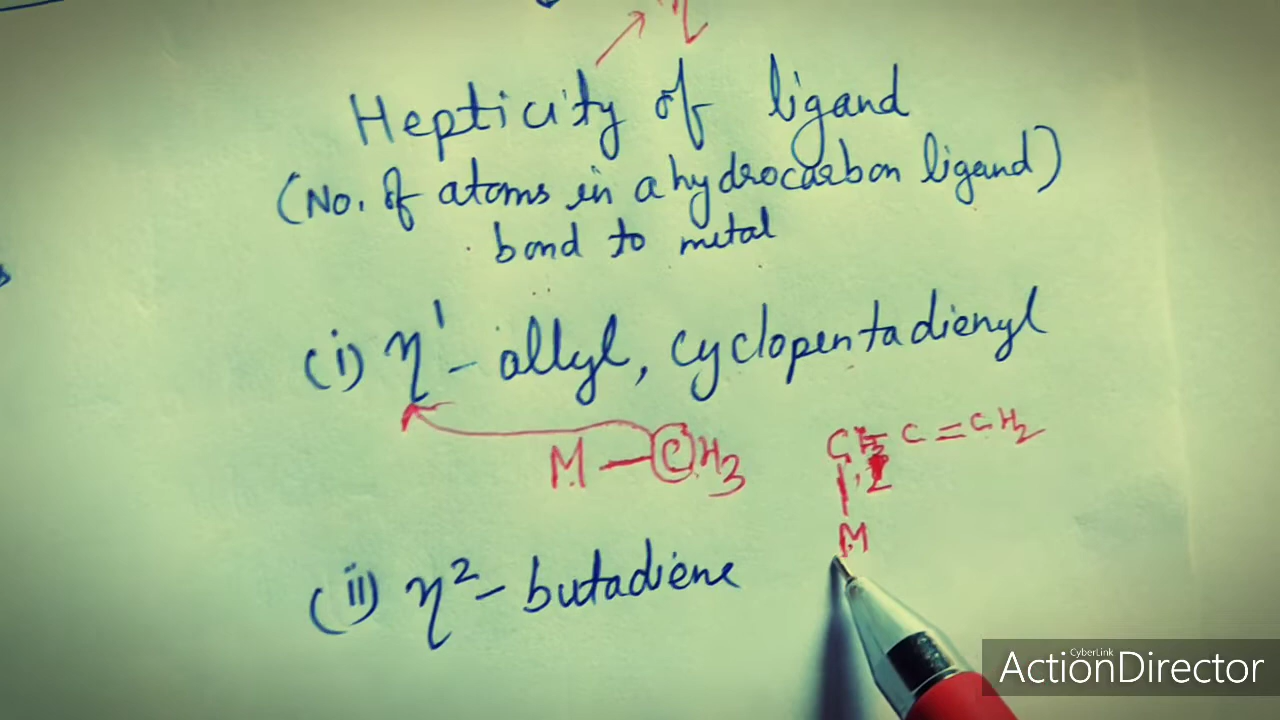 η
Hepticity of ligand
(No. of atoms in a hydrocarbon ligand)
bond to metal
(i) η¹- allyl, cyclopentadienyl
M — CH3
C = CH2
M
(ii) η²- butadiene
CyberLink
ActionDirector